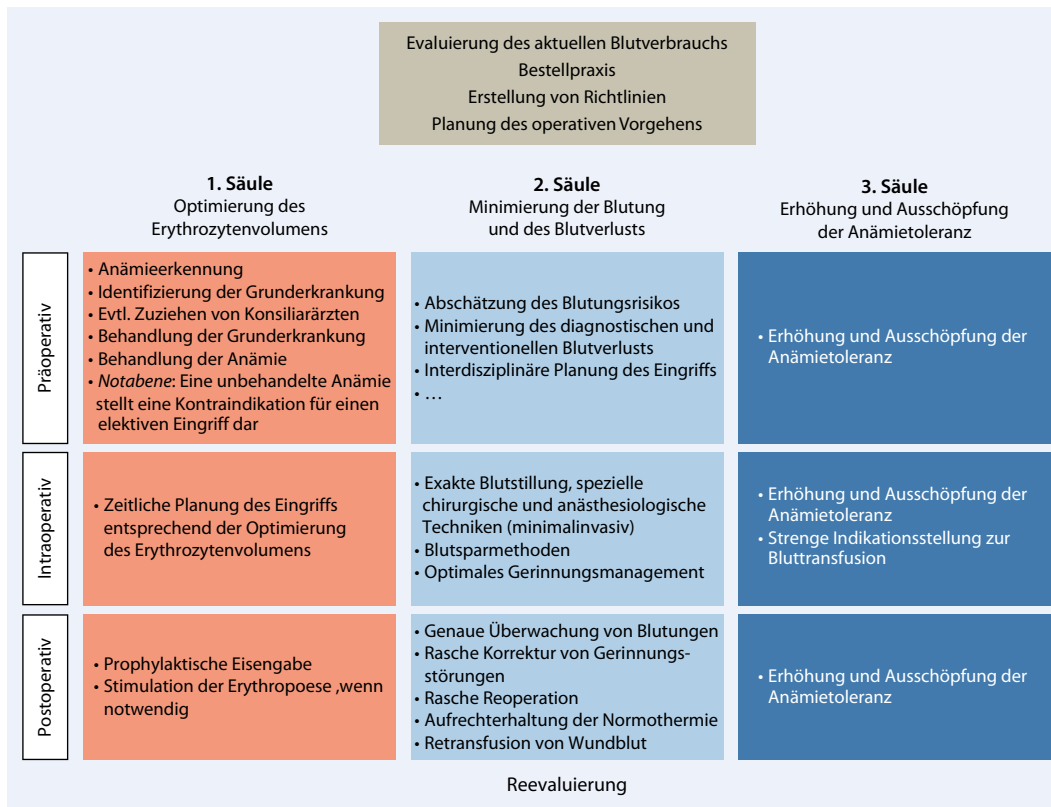 Evaluierung des aktuellen Blutverbrauchs
Bestellpraxis
Erstellung von Richtlinien
Planung des operativen Vorgehens
1. Säule
Optimierung des
Erythrozytenvolumens
2. Säule
Minimierung der Blutung
und des Blutverlusts
3. Säule
Erhöhung und Ausschöpfung
der Anämietoleranz
Präoperativ
• Anämieerkennung
• Identifizierung der Grunderkrankung
• Evtl. Zuziehen von Konsiliarärzten
• Behandlung der Grunderkrankung
• Behandlung der Anämie
• Notabene: Eine unbehandelte Anämie
stellt eine Kontraindikation für einen
elektiven Eingriff dar
• Abschätzung des Blutungsrisikos
• Minimierung des diagnostischen und
interventionellen Blutverlusts
• Interdisziplinäre Planung des Eingriffs
• …
• Erhöhung und Ausschöpfung der
Anämietoleranz
Intraoperativ
• Zeitliche Planung des Eingriffs
entsprechend der Optimierung
des Erythrozytenvolumens
• Exakte Blutstillung, spezielle
chirurgische und anästhesiologische
Techniken (minimalinvasiv)
• Blutsparmethoden
• Optimales Gerinnungsmanagement
• Erhöhung und Ausschöpfung der
Anämietoleranz
• Strenge Indikationsstellung zur
Bluttransfusion
Postoperativ
• Prophylaktische Eisengabe
• Stimulation der Erythropoese ,wenn
notwendig
• Genaue Überwachung von Blutungen
• Rasche Korrektur von Gerinnungs-
störungen
• Rasche Reoperation
• Aufrechterhaltung der Normothermie
• Retransfusion von Wundblut
• Erhöhung und Ausschöpfung der
Anämietoleranz
Reevaluierung